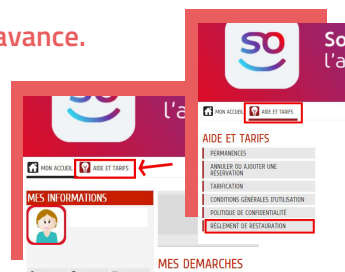 avance.
so
So
l'a
MON ACCUEIL AIDE ET TARIFS
AIDE ET TARIFS
PERMANENCES
ANNULER OU AJOUTER UNE
RÉSERVATION
TARIFICATION
CONDITIONS GÉNÉRALES D'UTILISATION
POLITIQUE DE CONFIDENTIALITÉ
RÈGLEMENT DE RESTAURATION
l'a
MON ACCUEIL AIDE ET TARIFS
MES INFORMATIONS
MES DEMARCHES